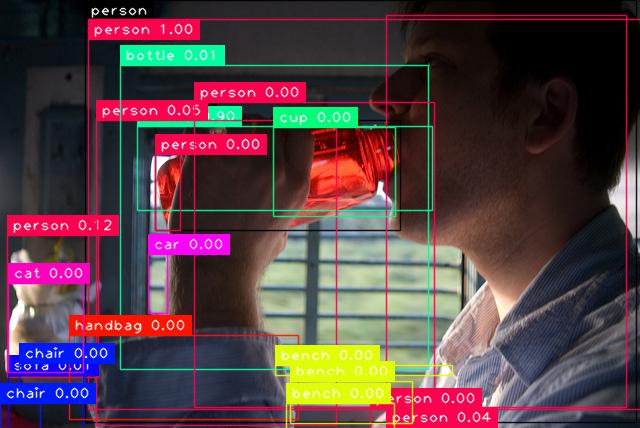 person
person 1.00
bottle 0.01
person 0.00
person 0.05
.90
cup 0.00
person 0.00
person 0.12
car 0.00
cat 0.00
handbag 0.00
chair 0.00
bench 0.00
sofa 0.01
bench 0.00
chair 0.00
bench 0.00
person 0.00
person 0.04